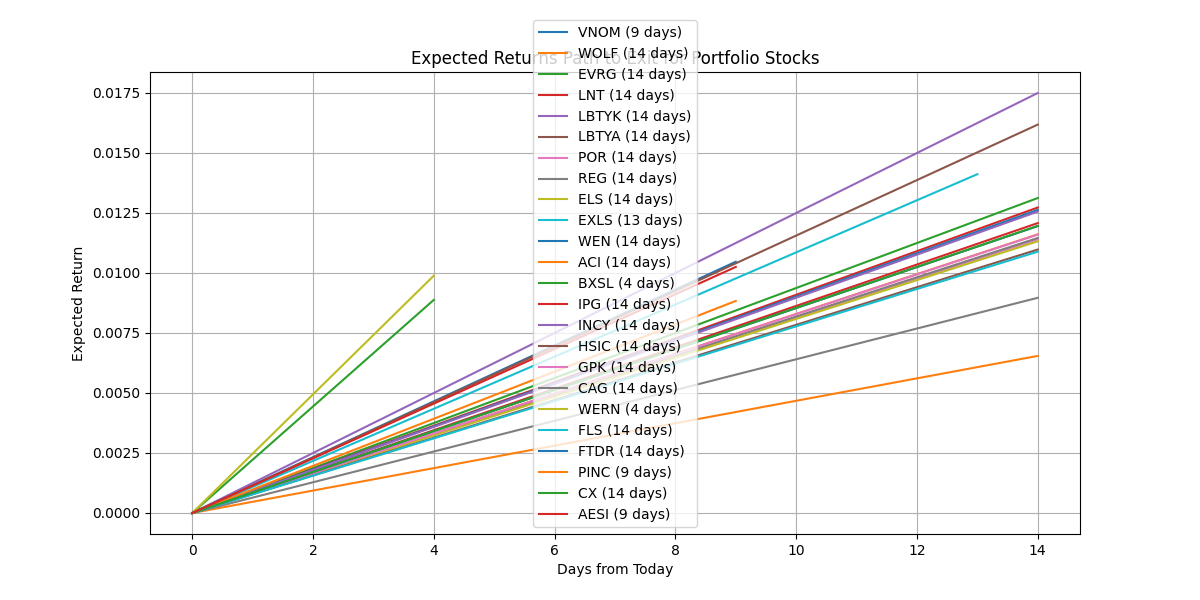 Expected Returns Path to Exit for Portfolio Stocks
VNOM (9 days)
WOLF (14 days)
EVRG (14 days)
LNT (14 days)
LBTYK (14 days)
LBTYA (14 days)
POR (14 days)
REG (14 days)
ELS (14 days)
EXLS (13 days)
WEN (14 days)
ACI (14 days)
BXSL (4 days)
IPG (14 days)
INCY (14 days)
HSIC (14 days)
GPK (14 days)
CAG (14 days)
WERN (4 days)
FLS (14 days)
FTDR (14 days)
PINC (9 days)
CX (14 days)
AESI (9 days)
Expected Return
0.0175
0.0150
0.0125
0.0100
0.0075
0.0050
0.0025
0.0000
0 2 4 6 8 10 12 14
Days from Today